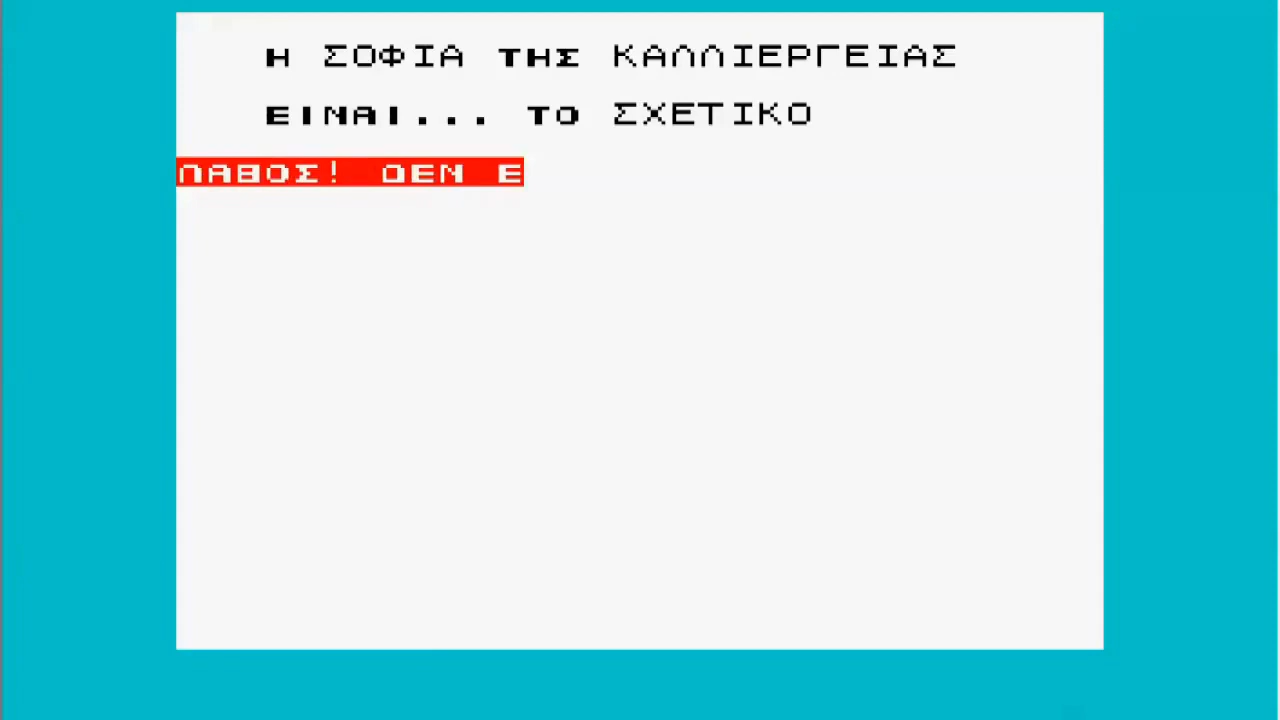 Η ΣΟΦΙΑ ΤΗΣ ΚΑΛΛΙΕΡΓΕΙΑΣ
ΕΙΝΑΙ... ΤΟ ΣΧΕΤΙΚΟ
ΛΑΘΟΣ! ΔΕΝ Ε